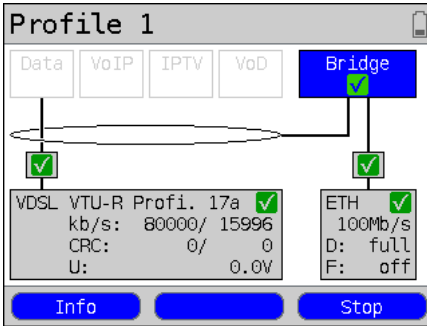 Profile 1
Data VoIP IPTV VoD Bridge
VDSL VTU-R Profi. 17a
kb/s: 80000/ 15996
CRC: 0/ 0
U: 0.0V
ETH
100Mb/s
D: full
F: off
Info Stop